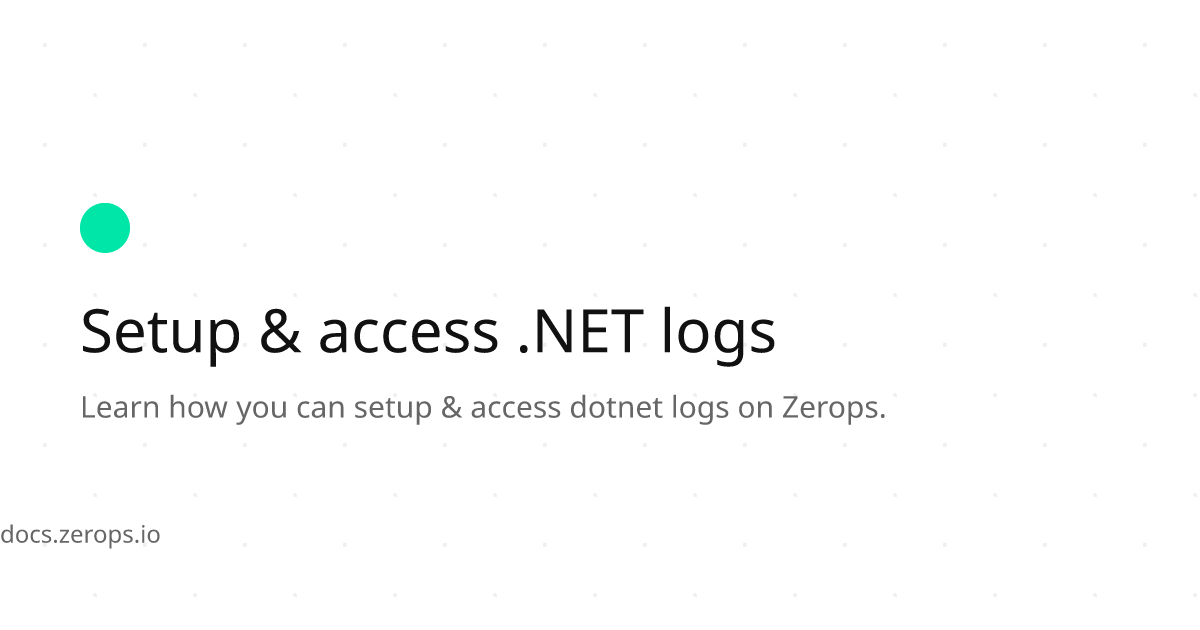 Setup & access .NET logs
Learn how you can setup & access dotnet logs on Zerops.
docs.zerops.io